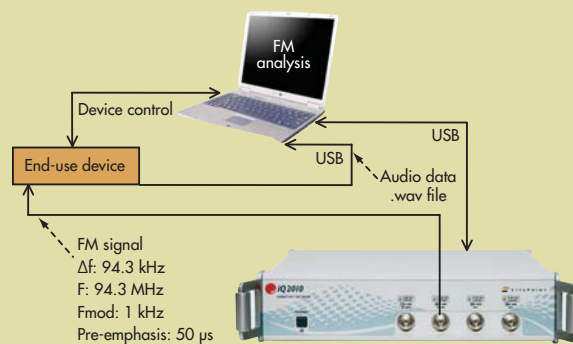 FM
analysis
Device control
USB
End-use device
USB
Audio data
.wav file
FM signal
Δf: 94.3 kHz
F: 94.3 MHz
Fmod: 1 kHz
Pre-emphasis: 50 µs
IQ2010
LITEPOINT